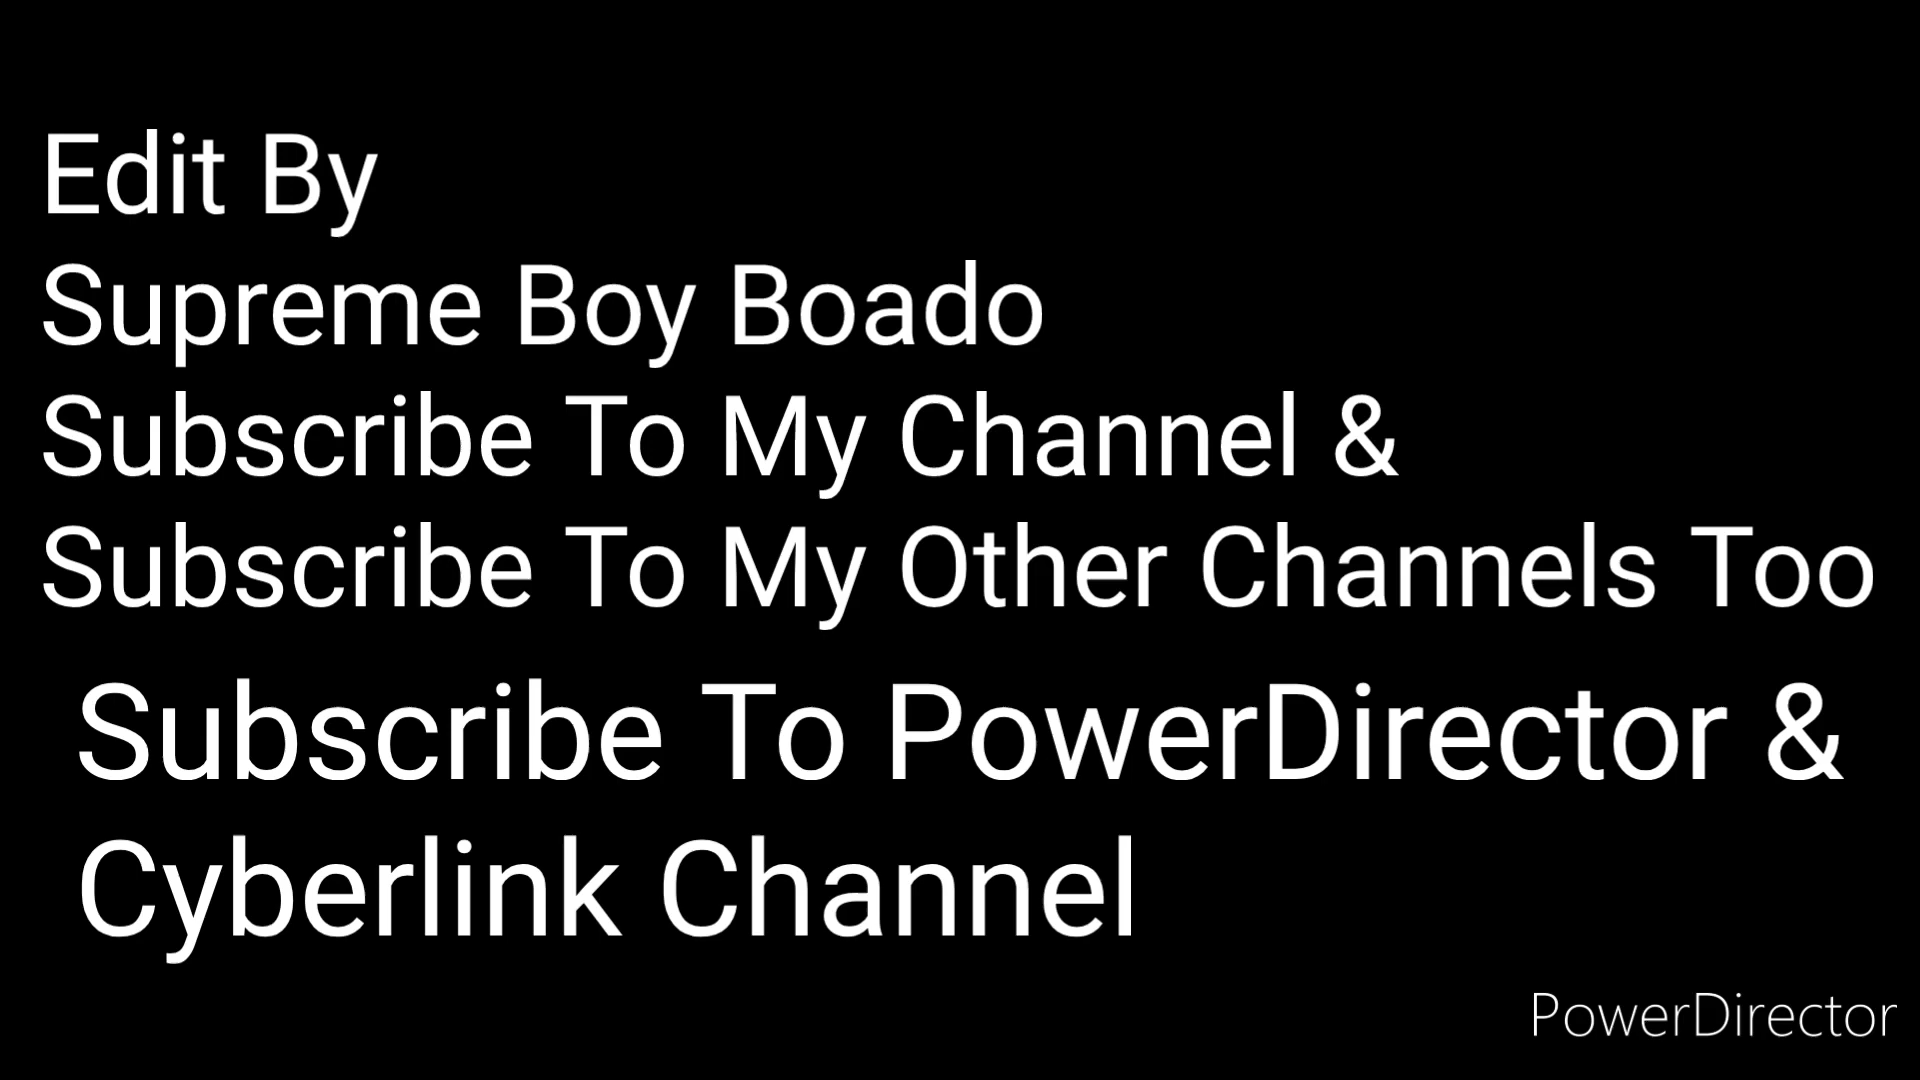 Edit By
Supreme Boy Boado
Subscribe To My Channel &
Subscribe To My Other Channels Too
Subscribe To PowerDirector &
Cyberlink Channel
PowerDirector